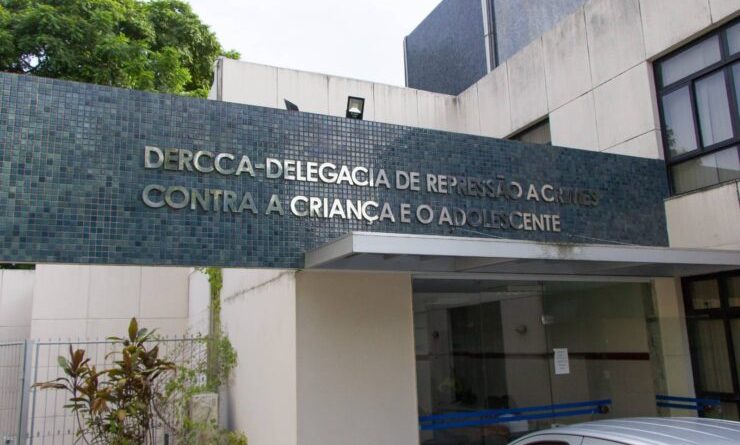 DERCCA-DELEGACIA DE REPRESSÃO A CRIMES
CONTRA A CRIANÇA E O ADOLESCENTE